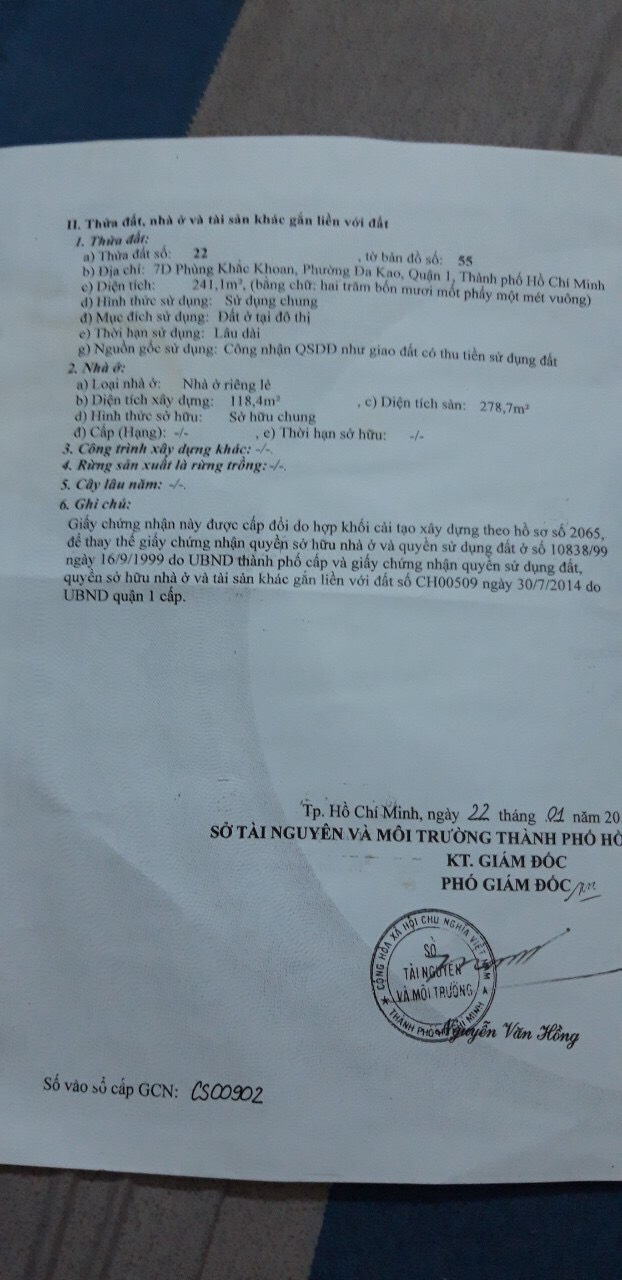 II. Thửa đất, nhà ở và tài sản khác gắn liền với đất
1. Thửa đất:
a) Thửa đất số: 22 , tờ bản đồ số: 55
b) Địa chỉ: 7D Phùng Khắc Khoan, Phường Đa Kao, Quận 1, Thành phố Hồ Chí Minh
c) Diện tích: 241,1m², (bằng chữ: hai trăm bốn mươi mốt phẩy một mét vuông)
d) Hình thức sử dụng: Sử dụng chung
đ) Mục đích sử dụng: Đất ở tại đô thị
e) Thời hạn sử dụng: Lâu dài
g) Nguồn gốc sử dụng: Công nhận QSDĐ như giao đất có thu tiền sử dụng đất
2. Nhà ở:
a) Loại nhà ở: Nhà ở riêng lẻ
b) Diện tích xây dựng: 118,4m² , c) Diện tích sàn: 278,7m²
d) Hình thức sở hữu: Sở hữu chung
đ) Cấp (Hạng): -/- , e) Thời hạn sở hữu: -/-
3. Công trình xây dựng khác: -/-.
4. Rừng sản xuất là rừng trồng: -/-.
5. Cây lâu năm: -/-.
6. Ghi chú:
Giấy chứng nhận này được cấp đổi do hợp khối cải tạo xây dựng theo hồ sơ số 2065,
để thay thế giấy chứng nhận quyền sở hữu nhà ở và quyền sử dụng đất ở số 10838/99
ngày 16/9/1999 do UBND thành phố cấp và giấy chứng nhận quyền sử dụng đất,
quyền sở hữu nhà ở và tài sản khác gắn liền với đất số CH00509 ngày 30/7/2014 do
UBND quận 1 cấp.
Tp. Hồ Chí Minh, ngày 22 tháng 01 năm 20
SỞ TÀI NGUYÊN VÀ MÔI TRƯỜNG THÀNH PHỐ HỒ
KT. GIÁM ĐỐC
PHÓ GIÁM ĐỐC
CỘNG HÒA XÃ HỘI CHỦ NGHĨA VIỆT NAM
SỞ
TÀI NGUYÊN
VÀ MÔI TRƯỜNG
THÀNH PHỐ HỒ CHÍ MINH
Nguyễn Văn Hồng
Số vào sổ cấp GCN: CS00902